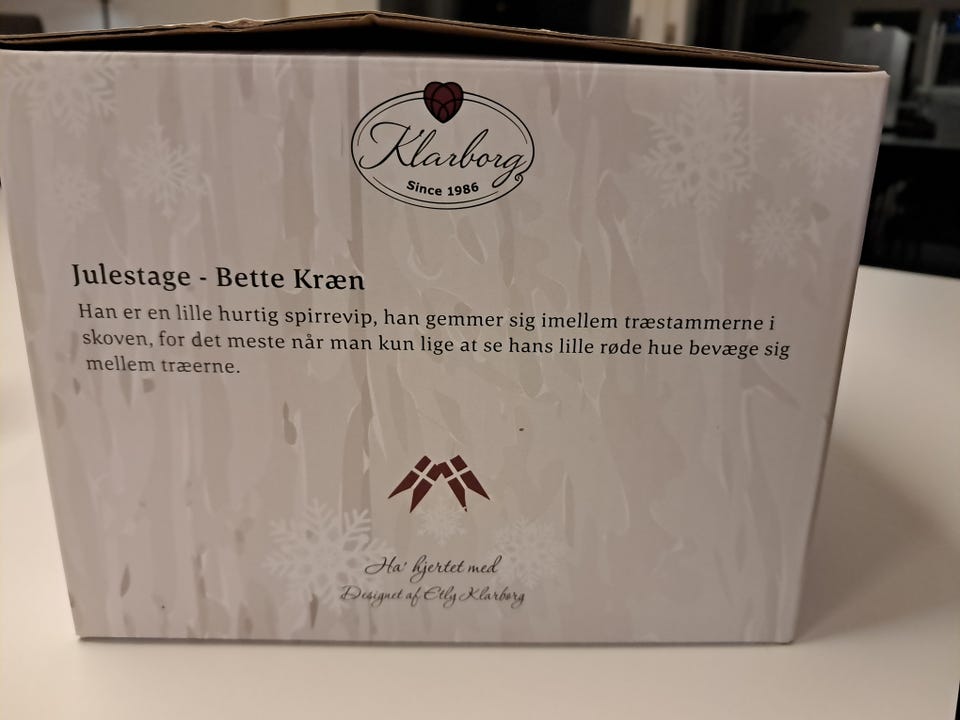 Klarborg
Since 1986
Julestage - Bette Kræn
Han er en lille hurtig spirrevip, han gemmer sig imellem træstammerne i
skoven, for det meste når man kun lige at se hans lille røde hue bevæge sig
mellem træerne.
Ha' hjertet med
Designet af Etly Klarborg